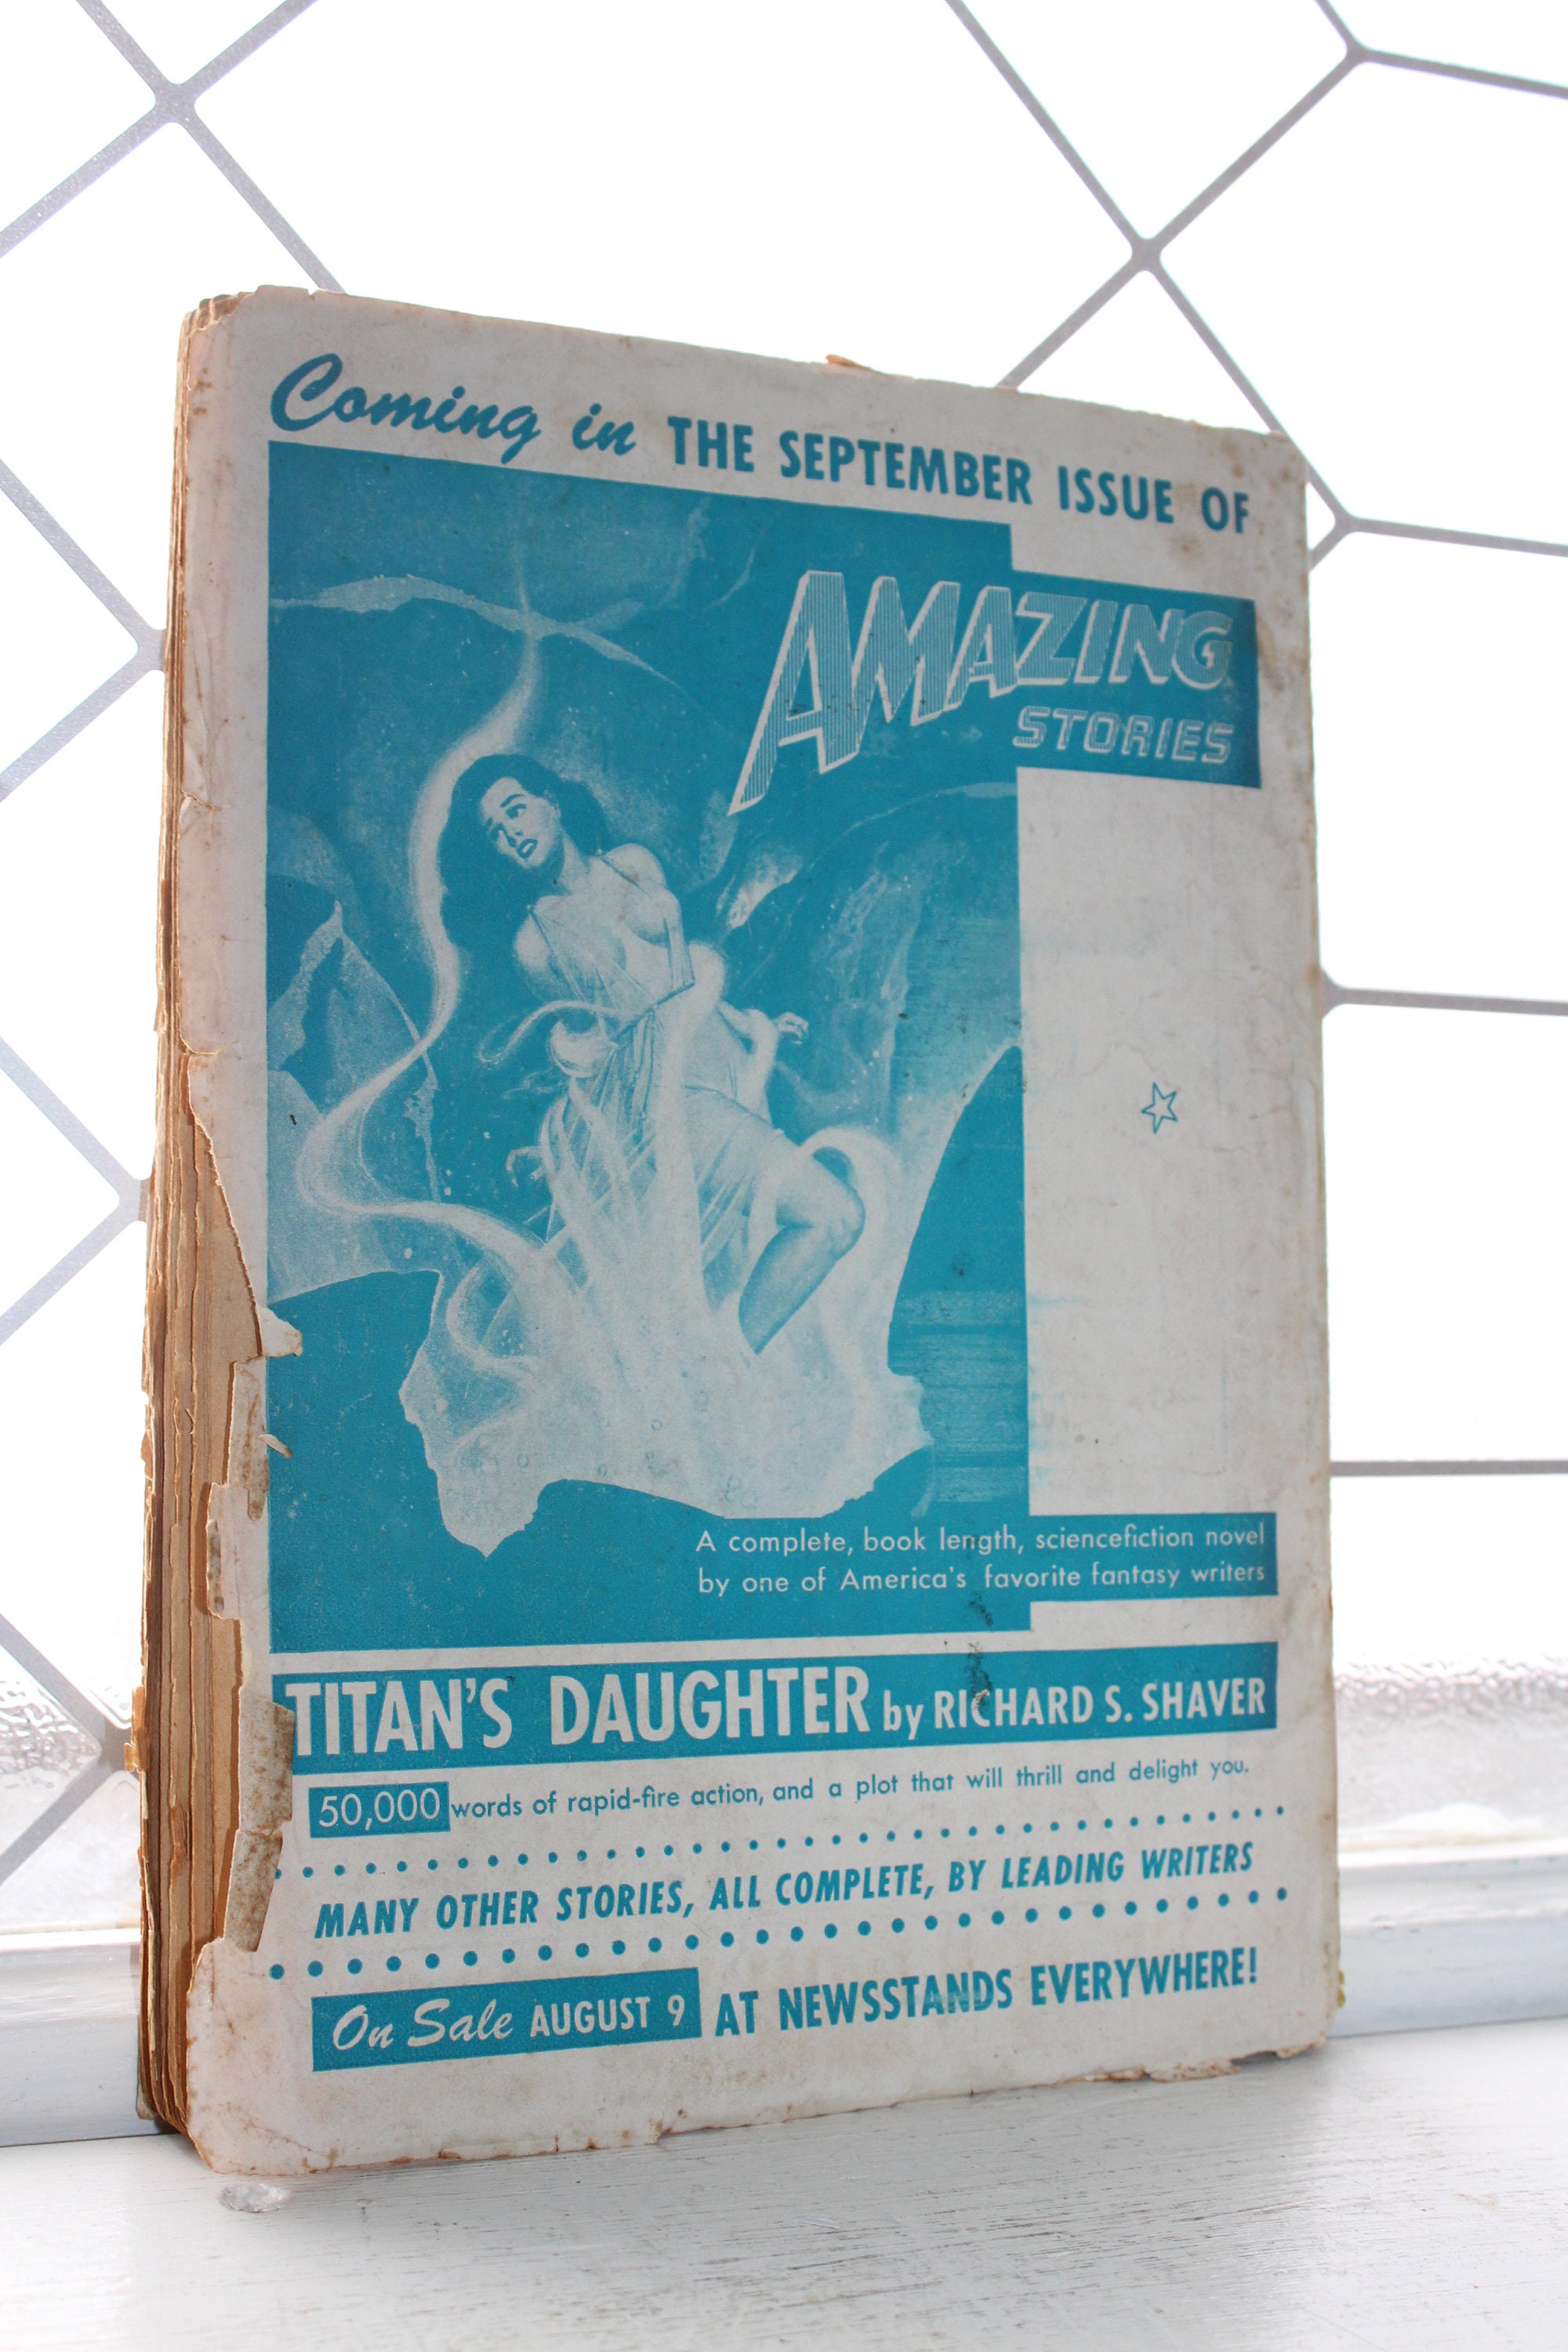 Coming in THE SEPTEMBER ISSUE OF
AMAZING
STORIES
A complete, book length, sciencefiction novel
by one of America's favorite fantasy writers
TITAN'S DAUGHTER by RICHARD S. SHAVER
50,000 words of rapid-fire action, and a plot that will thrill and delight you.
MANY OTHER STORIES, ALL COMPLETE, BY LEADING WRITERS
On Sale AUGUST 9 AT NEWSSTANDS EVERYWHERE!